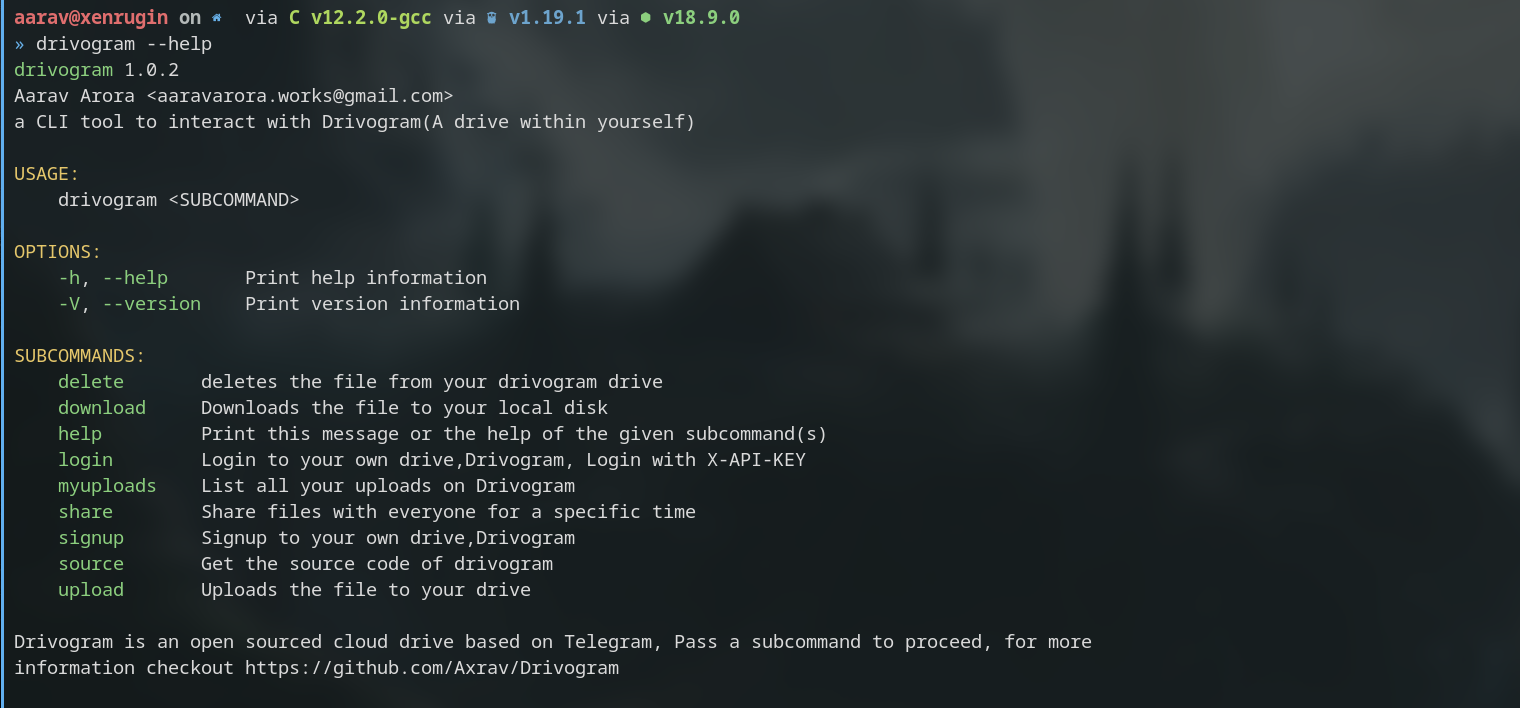 aarav@xenrugin on via C v12.2.0-gcc via v1.19.1 via v18.9.0
» drivogram --help
drivogram 1.0.2
Aarav Arora <aaravarora.works@gmail.com>
a CLI tool to interact with Drivogram(A drive within yourself)
USAGE:
drivogram <SUBCOMMAND>
OPTIONS:
-h, --help Print help information
-V, --version Print version information
SUBCOMMANDS:
delete deletes the file from your drivogram drive
download Downloads the file to your local disk
help Print this message or the help of the given subcommand(s)
login Login to your own drive,Drivogram, Login with X-API-KEY
myuploads List all your uploads on Drivogram
share Share files with everyone for a specific time
signup Signup to your own drive,Drivogram
source Get the source code of drivogram
upload Uploads the file to your drive
Drivogram is an open sourced cloud drive based on Telegram, Pass a subcommand to proceed, for more
information checkout https://github.com/Axrav/Drivogram